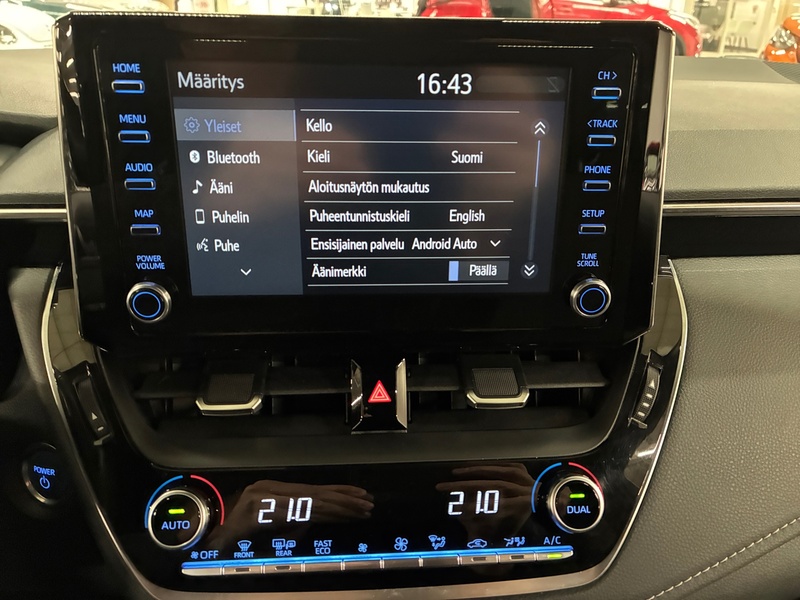 HOME
MENU
AUDIO
MAP
POWER
VOLUME
Määritys 16:43
Yleiset
Bluetooth
Ääni
Puhelin
Puhe
Kello
Kieli Suomi
Aloitusnäytön mukautus
Puheentunnistuskieli English
Ensisijainen palvelu Android Auto
Äänimerkki Päällä
CH >
< TRACK
PHONE
SETUP
TUNE
SCROLL
POWER
AUTO
21.0
21.0
DUAL
OFF
FRONT
REAR
FAST
ECO
A/C